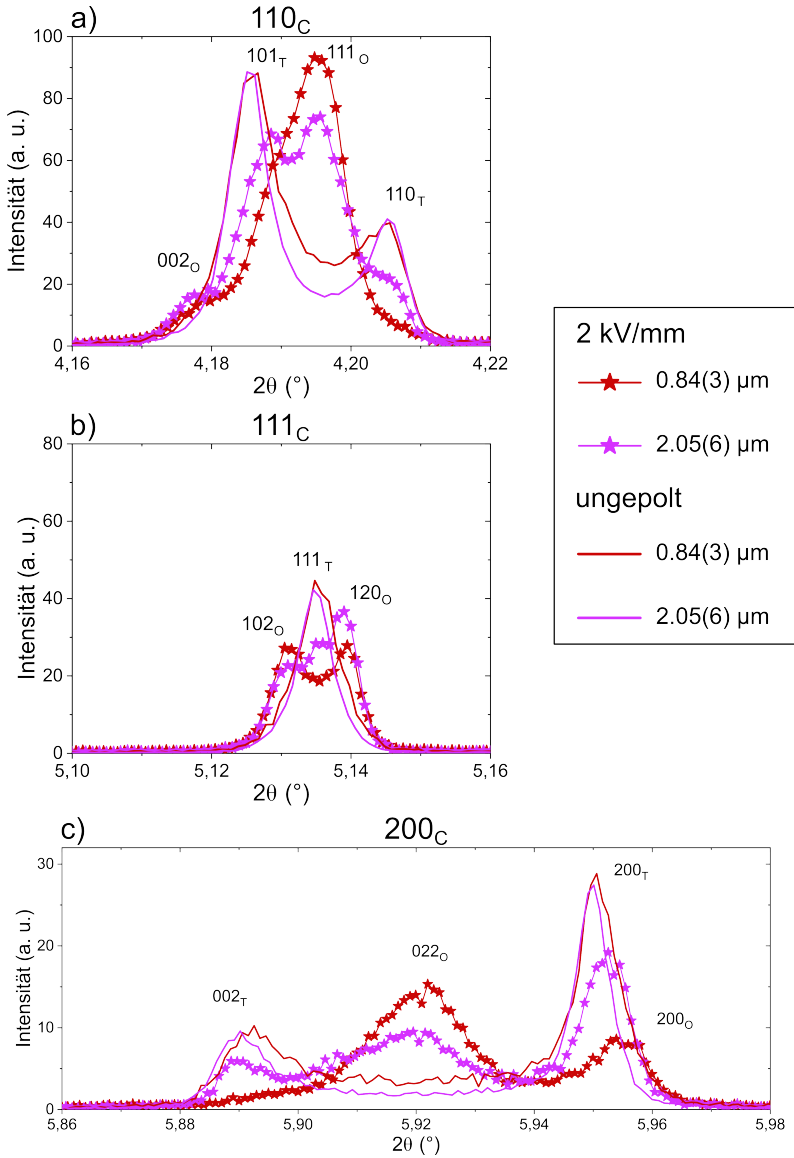 a) 110C
101T
111O
110T
002O
Intensität (a. u.)
100
80
60
40
20
0
4,16 4,18 4,20 4,22
2θ (°)
b) 111C
111T
102O
120O
Intensität (a. u.)
80
60
40
20
0
5,10 5,12 5,14 5,16
2θ (°)
2 kV/mm
0.84(3) µm
2.05(6) µm
ungepolt
0.84(3) µm
2.05(6) µm
c) 200C
200T
022O
002T
200O
Intensität (a. u.)
30
20
10
0
5,86 5,88 5,90 5,92 5,94 5,96 5,98
2θ (°)